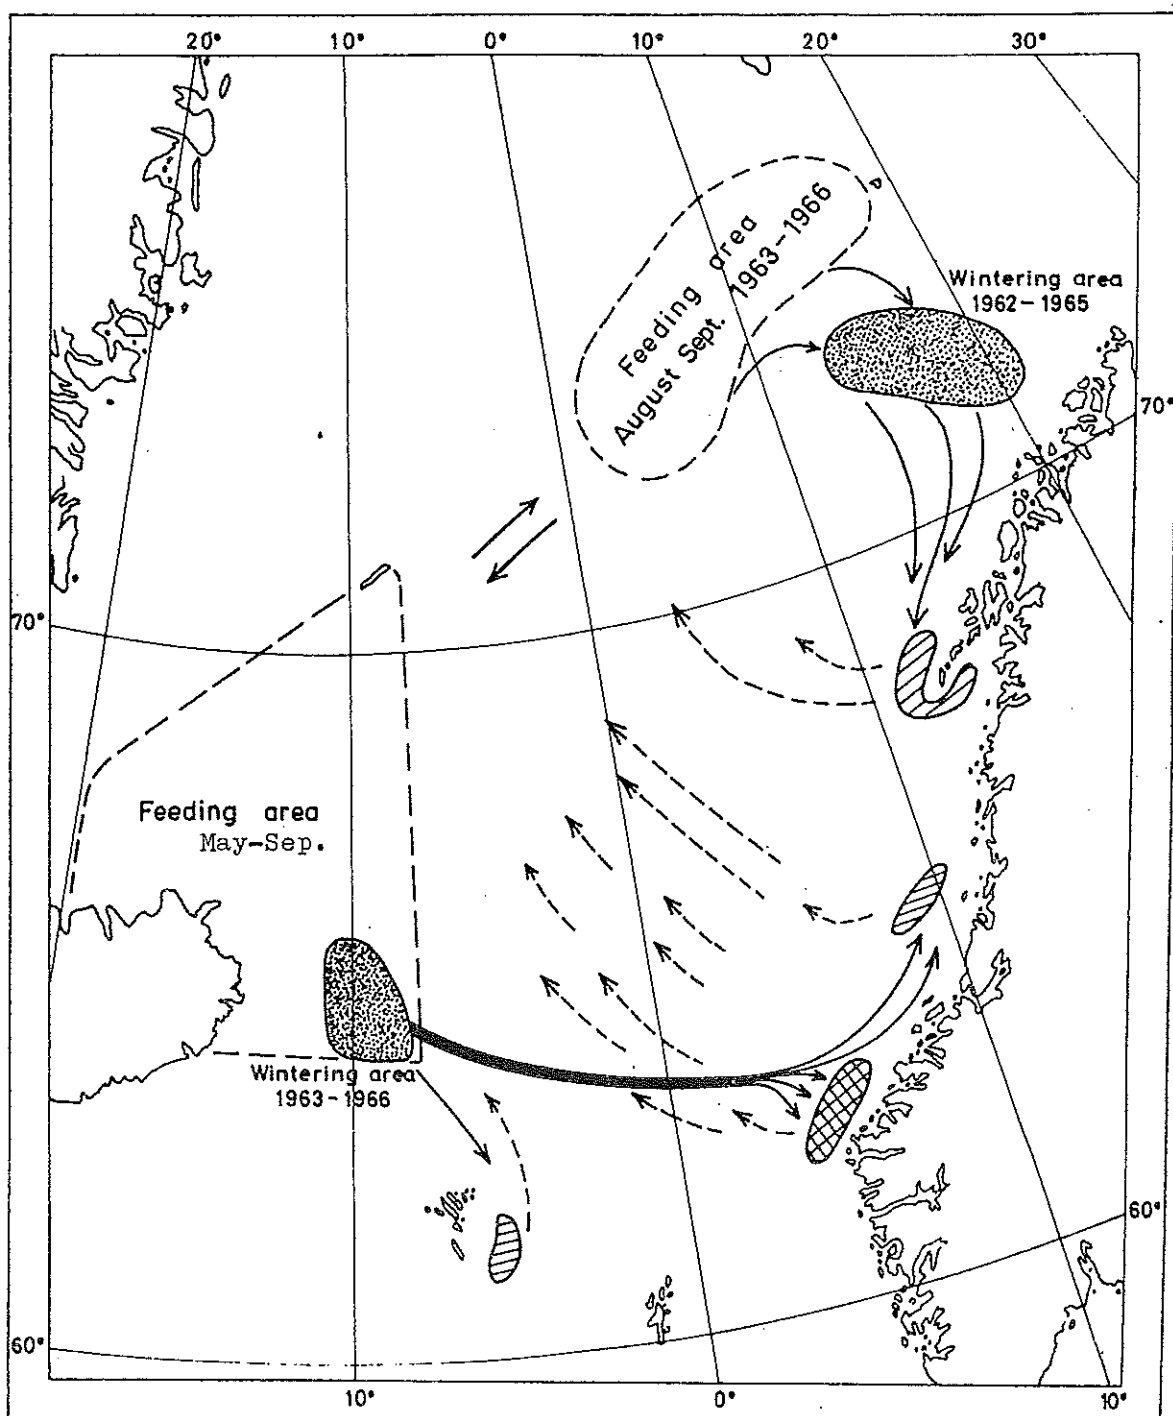 20° 10° 0° 10° 20° 30°
Feeding area
August Sept. 1963-1966
Wintering area
1962-1965
70°
70°
Feeding area
May-Sep.
Wintering area
1963-1966
60°
60°
10° 0° 10°